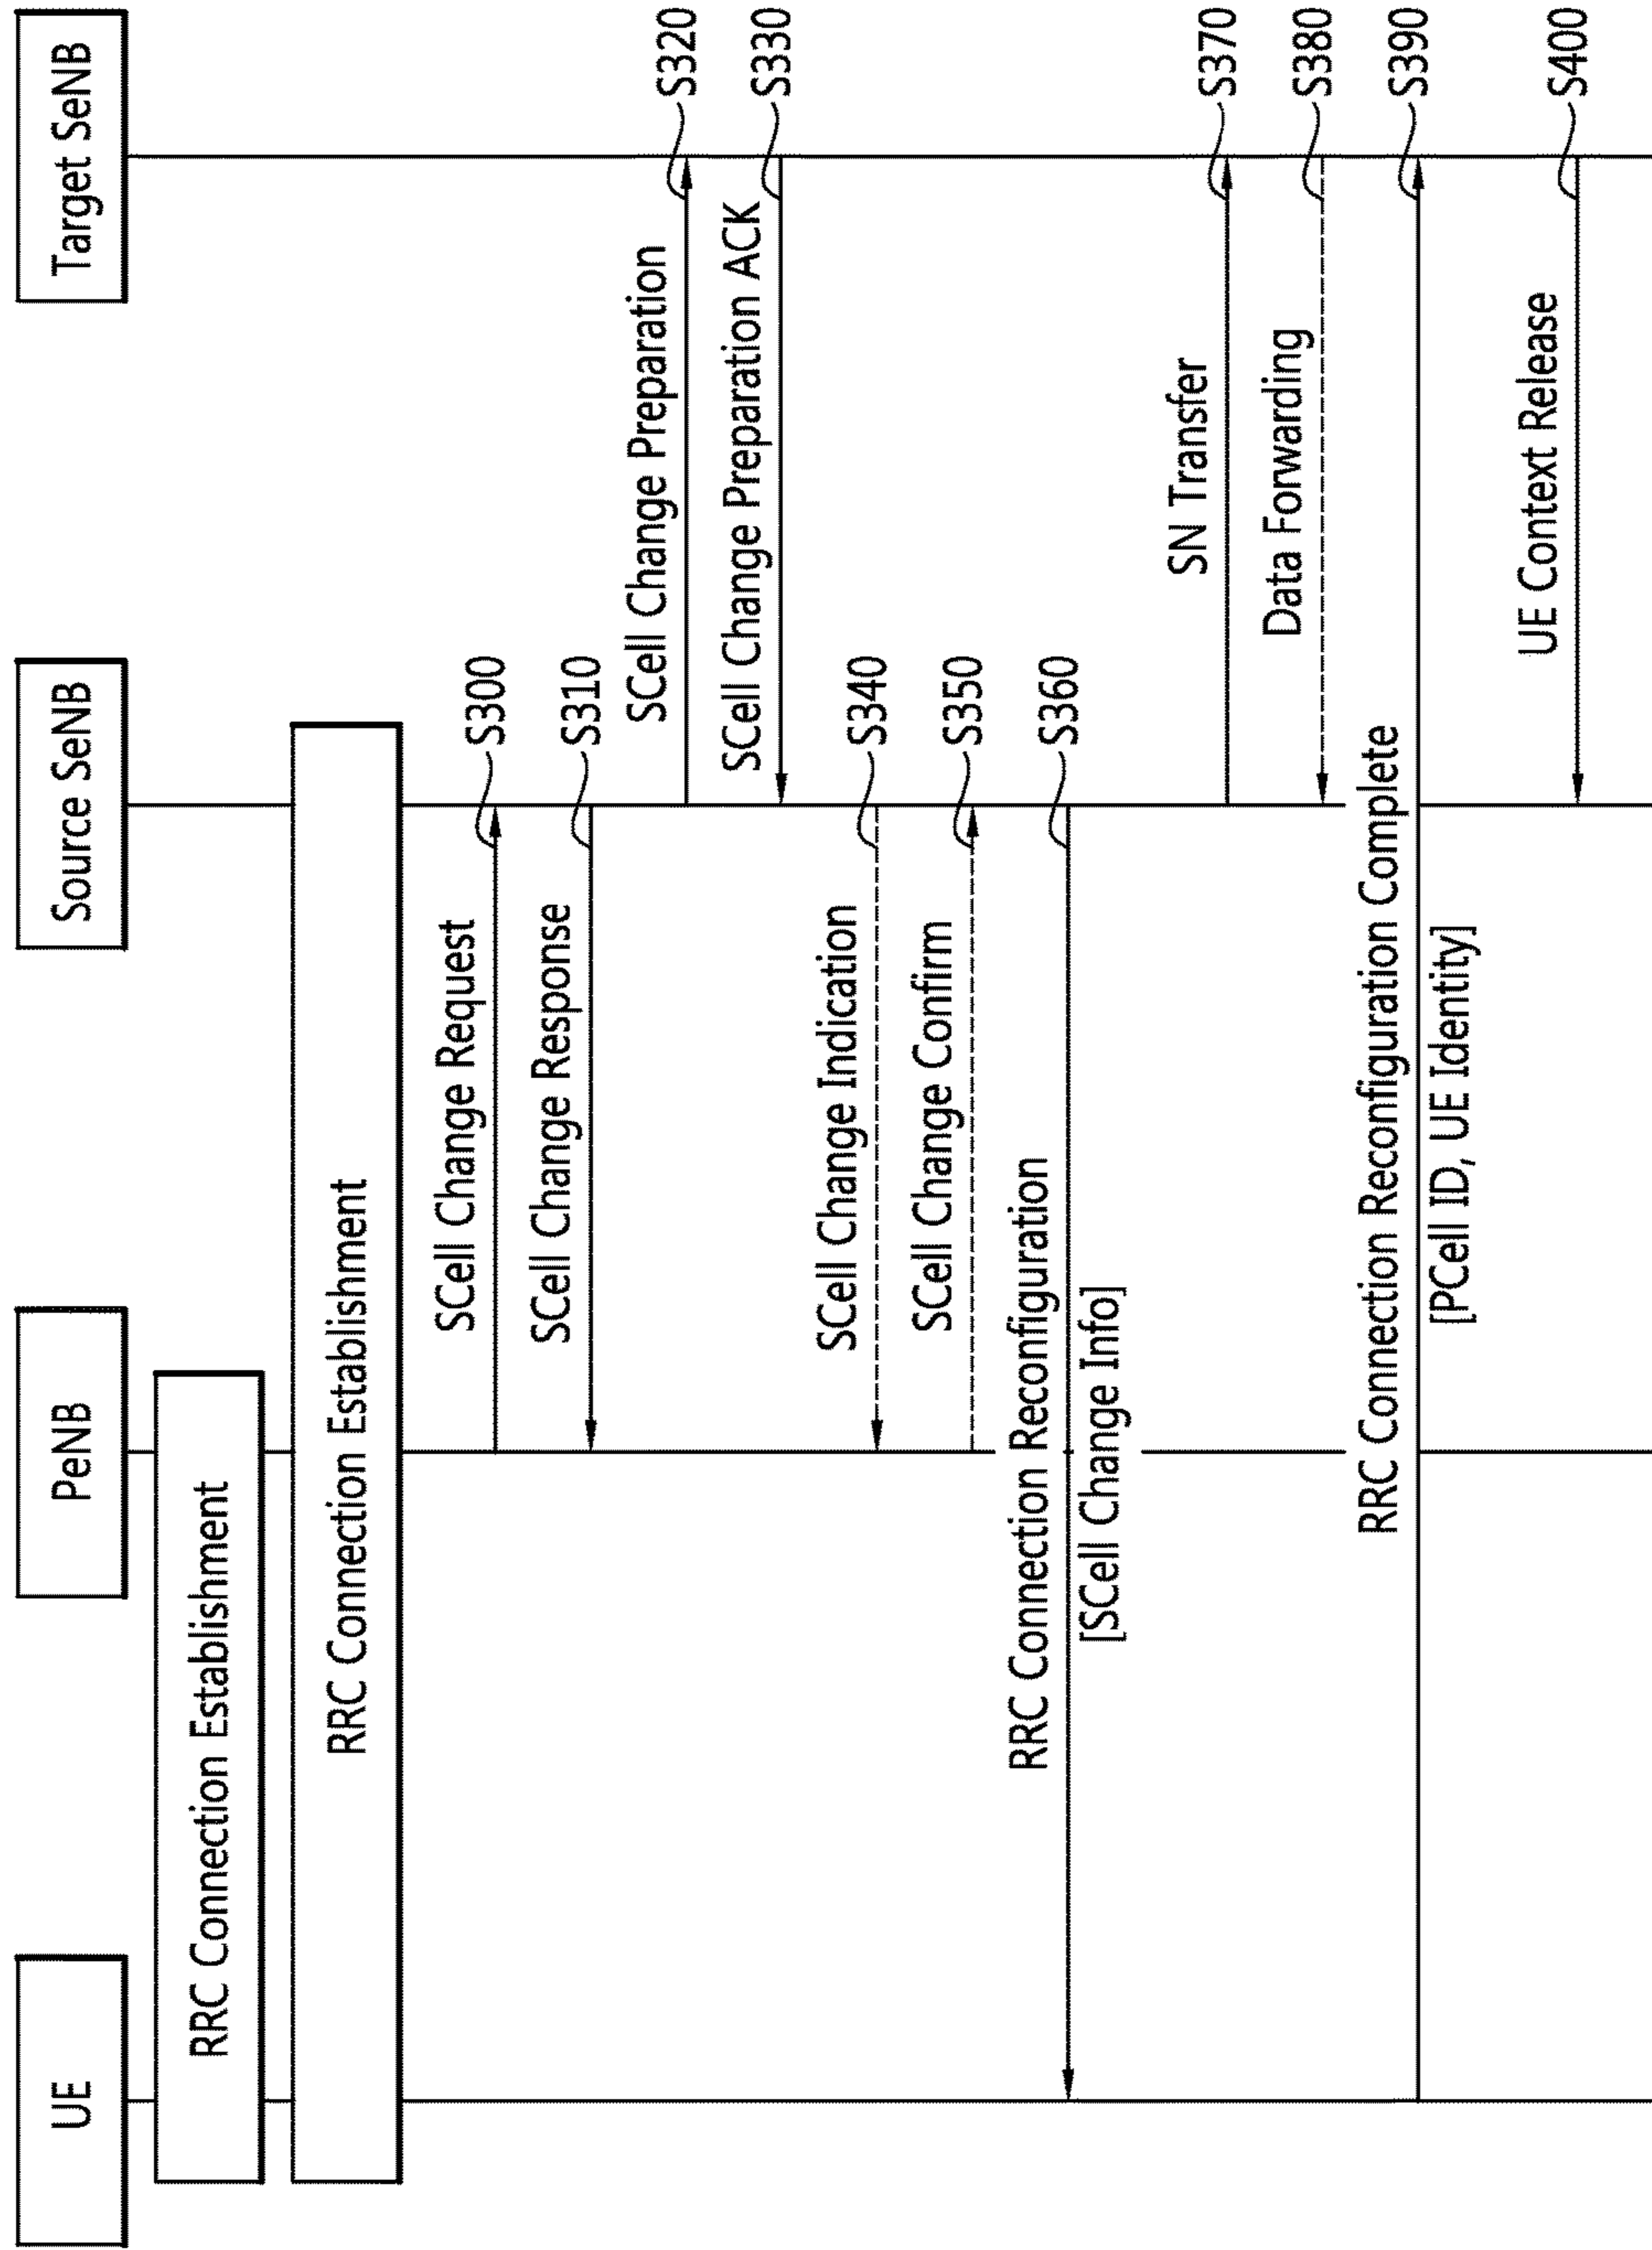 UE
PeNB
Source SeNB
Target SeNB
RRC Connection Establishment
RRC Connection Establishment
SCell Change Request
S300
SCell Change Response
S310
SCell Change Preparation
S320
SCell Change Preparation ACK
S330
SCell Change Indication
S340
SCell Change Confirm
S350
RRC Connection Reconfiguration
S360
[SCell Change Info]
SN Transfer
S370
Data Forwarding
S380
RRC Connection Reconfiguration Complete
S390
[PCell ID, UE Identity]
UE Context Release
S400